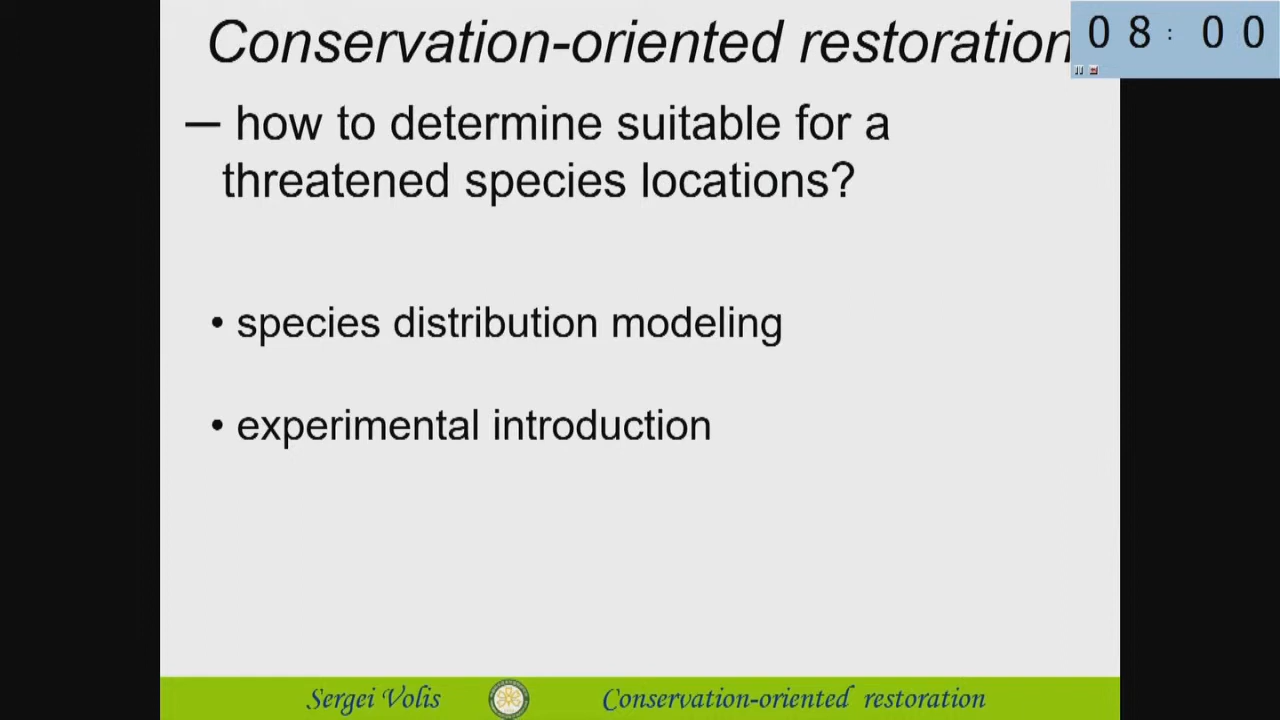 Conservation-oriented restoration
08: 00
— how to determine suitable for a
threatened species locations?
• species distribution modeling
• experimental introduction
Sergei Volis
Conservation-oriented restoration